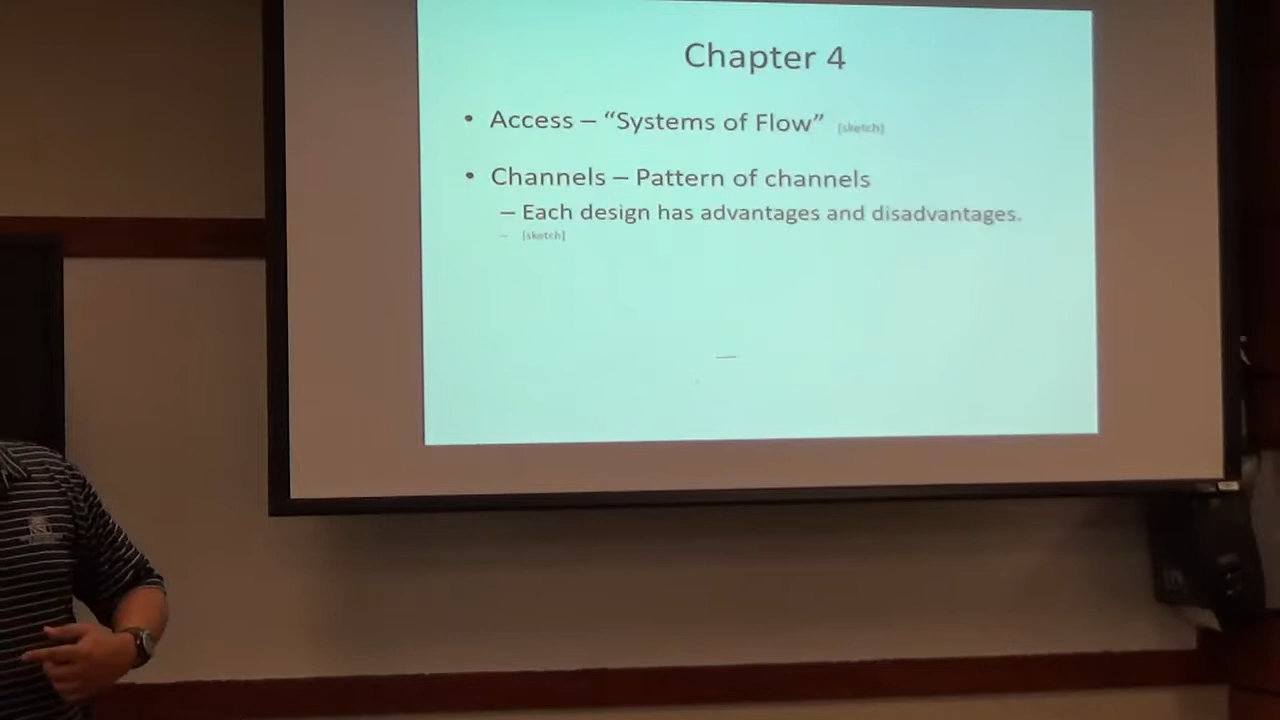 Chapter 4
• Access – “Systems of Flow” [sketch]
• Channels – Pattern of channels
– Each design has advantages and disadvantages.
– [sketch]